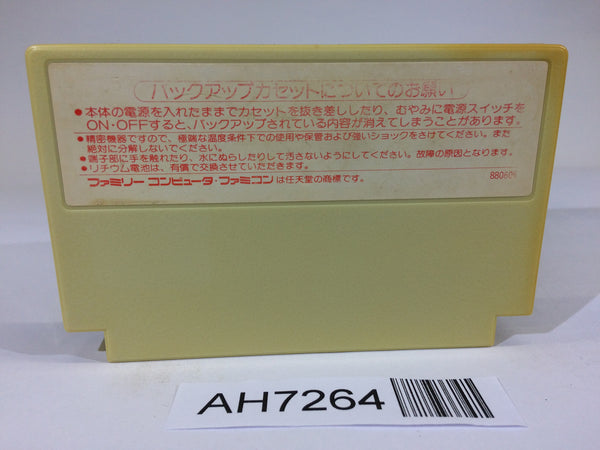 バックアップカセットについてのお願い
●本体の電源を入れたままでカセットを抜き差ししたり、むやみに電源スイッチを
ON・OFFすると、バックアップされている内容が消えてしまうことがあります。
●精密機器ですので、極端な温度条件下での使用や保管および強いショックをさけてください。また
絶対に分解しないでください。
●端子部に手を触れたり、水にぬらしたりして汚さないようにしてください。故障の原因となります。
●リチウム電池は、有償で交換させていただきます。
ファミリー コンピュータ・ファミコンは任天堂の商標です。
AH7264